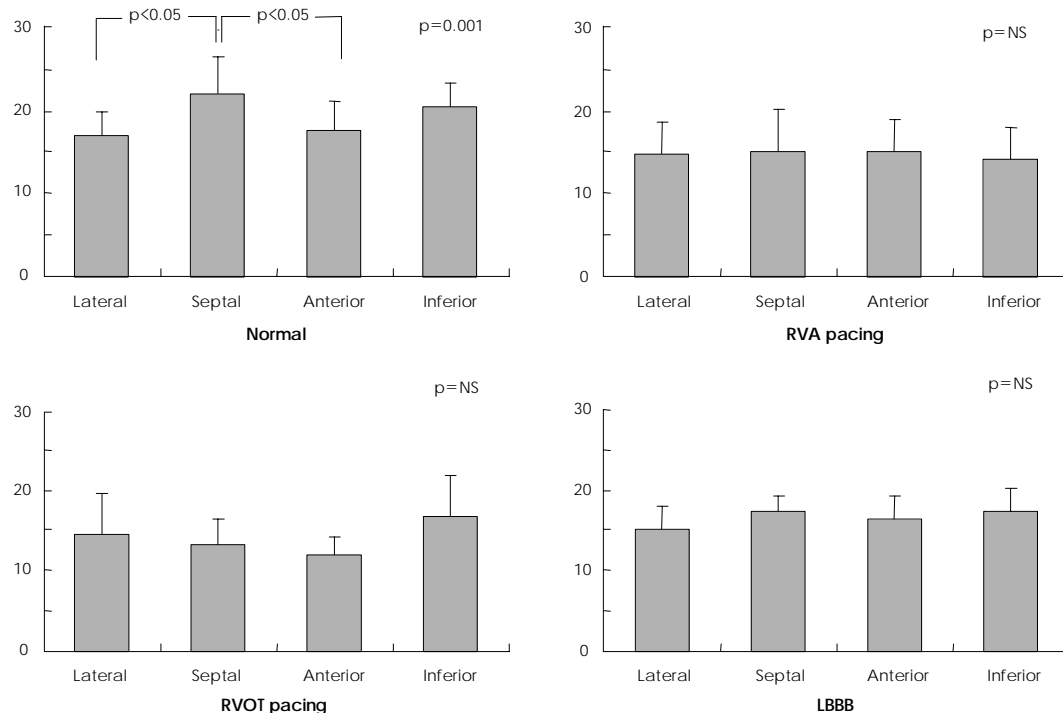 p<0.05 p<0.05
p=0.001
30
20
10
0
Lateral Septal Anterior Inferior
Normal
p=NS
30
20
10
0
Lateral Septal Anterior Inferior
RVA pacing
p=NS
30
20
10
0
Lateral Septal Anterior Inferior
RVOT pacing
p=NS
30
20
10
0
Lateral Septal Anterior Inferior
LBBB